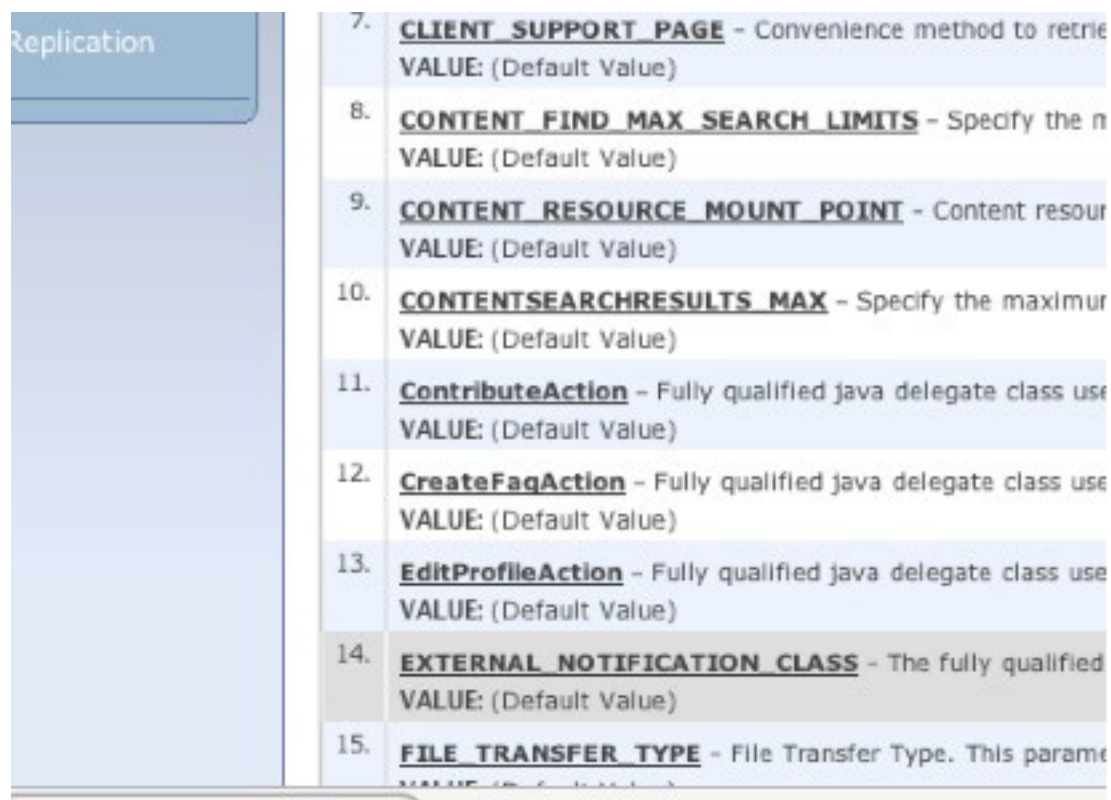 Replication
7. CLIENT_SUPPORT_PAGE – Convenience method to retrie
VALUE: (Default Value)
8. CONTENT_FIND_MAX_SEARCH_LIMITS – Specify the m
VALUE: (Default Value)
9. CONTENT_RESOURCE_MOUNT_POINT – Content resour
VALUE: (Default Value)
10. CONTENTSEARCHRESULTS_MAX – Specify the maximur
VALUE: (Default Value)
11. ContributeAction – Fully qualified java delegate class use
VALUE: (Default Value)
12. CreateFaqAction – Fully qualified java delegate class use
VALUE: (Default Value)
13. EditProfileAction – Fully qualified java delegate class use
VALUE: (Default Value)
14. EXTERNAL_NOTIFICATION_CLASS – The fully qualified
VALUE: (Default Value)
15. FILE_TRANSFER_TYPE – File Transfer Type. This parame